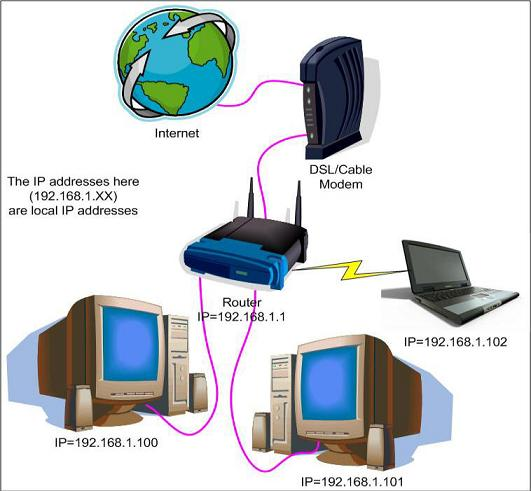 Internet
DSL/Cable
Modem
The IP addresses here
(192.168.1.XX)
are local IP addresses
Router
IP=192.168.1.1
IP=192.168.1.102
IP=192.168.1.100
IP=192.168.1.101